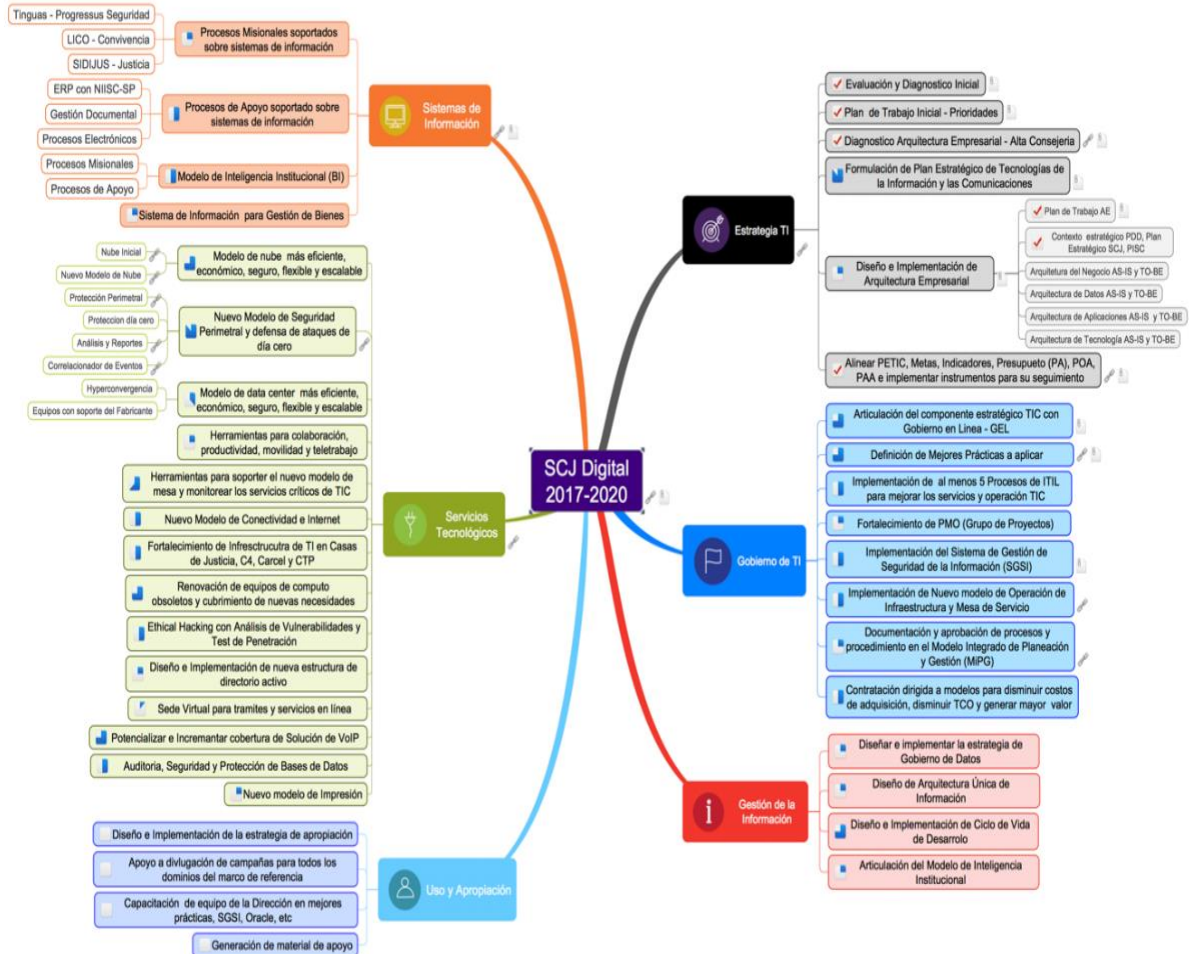 SCJ Digital
2017-2020
Sistemas de
Información
Procesos Misionales soportados
sobre sistemas de información
Tinguas - Progressus Seguridad
LICO - Convivencia
SIDIJUS - Justicia
Procesos de Apoyo soportado sobre
sistemas de información
ERP con NIISC-SP
Gestión Documental
Procesos Electrónicos
Modelo de Inteligencia Institucional (BI)
Procesos Misionales
Procesos de Apoyo
Sistema de Información para Gestión de Bienes
Servicios
Tecnológicos
Modelo de nube más eficiente,
económico, seguro, flexible y escalable
Nube Inicial
Nuevo Modelo de Nube
Nuevo Modelo de Seguridad
Perimetral y defensa de ataques de
día cero
Protección Perimetral
Proteccion día cero
Análisis y Reportes
Correlacionador de Eventos
Modelo de data center más eficiente,
económico, seguro, flexible y escalable
Hyperconvergencia
Equipos con soporte del Fabricante
Herramientas para colaboración,
productividad, movilidad y teletrabajo
Herramientas para soporter el nuevo modelo de
mesa y monitorear los servicios críticos de TIC
Nuevo Modelo de Conectividad e Internet
Fortalecimiento de Infresctrucutra de TI en Casas
de Justicia, C4, Carcel y CTP
Renovación de equipos de computo
obsoletos y cubrimiento de nuevas necesidades
Ethical Hacking con Análisis de Vulnerabilidades y
Test de Penetración
Diseño e Implementación de nueva estructura de
directorio activo
Sede Virtual para tramites y servicios en línea
Potencializar e Incremantar cobertura de Solución de VoIP
Auditoria, Seguridad y Protección de Bases de Datos
Nuevo modelo de Impresión
Uso y Apropiación
Diseño e Implementación de la estrategia de apropiación
Apoyo a divlugación de campañas para todos los
dominios del marco de referencia
Capacitación de equipo de la Dirección en mejores
prácticas, SGSI, Oracle, etc
Generación de material de apoyo
Estrategia TI
Evaluación y Diagnostico Inicial
Plan de Trabajo Inicial - Prioridades
Diagnostico Arquitectura Empresarial - Alta Consejeria
Formulación de Plan Estratégico de Tecnologías de
la Información y las Comunicaciones
Diseño e Implementación de
Arquitectura Empresarial
Plan de Trabajo AE
Contexto estratégico PDD, Plan
Estratégico SCJ, PISC
Arquitetura del Negocio AS-IS y TO-BE
Arquitectura de Datos AS-IS y TO-BE
Arquitectura de Aplicaciones AS-IS y TO-BE
Arquitectura de Tecnología AS-IS y TO-BE
Alinear PETIC, Metas, Indicadores, Presupueto (PA), POA,
PAA e implementar instrumentos para su seguimiento
Gobierno de TI
Articulación del componente estratégico TIC con
Gobierno en Linea - GEL
Definición de Mejores Prácticas a aplicar
Implementación de al menos 5 Procesos de ITIL
para mejorar los servicios y operación TIC
Fortalecimiento de PMO (Grupo de Proyectos)
Implementación del Sistema de Gestión de
Seguridad de la Información (SGSI)
Implementación de Nuevo modelo de Operación de
Infraestructura y Mesa de Servicio
Documentación y aprobación de procesos y
procedimiento en el Modelo Integrado de Planeación
y Gestión (MiPG)
Contratación dirigida a modelos para disminuir costos
de adquisición, disminuir TCO y generar mayor valor
Gestión de la
Información
Diseñar e implementar la estrategia de
Gobierno de Datos
Diseño de Arquitectura Única de
Información
Diseño e Implementación de Ciclo de Vida
de Desarrolo
Articulación del Modelo de Inteligencia
Institucional